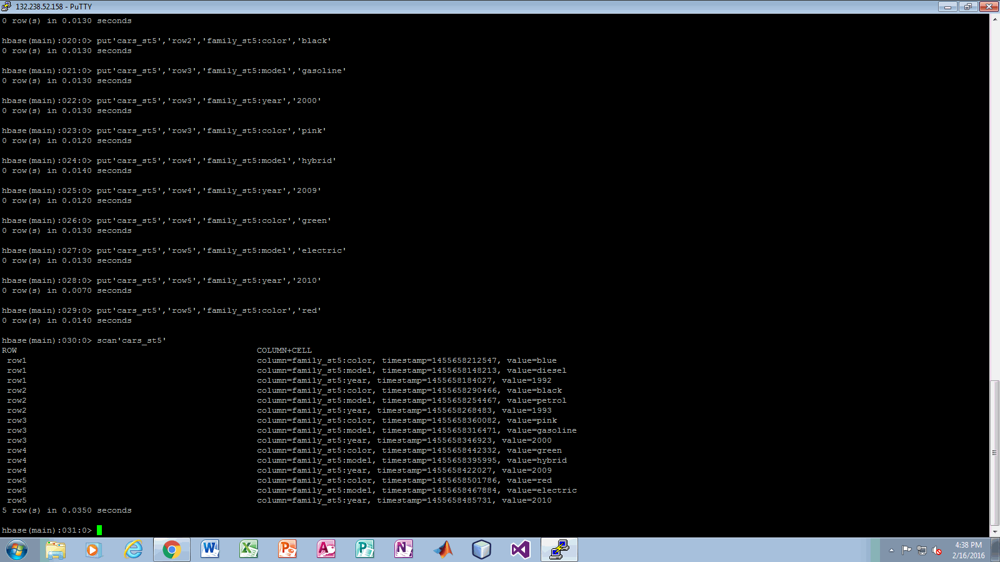 132.238.52.158 - PuTTY
0 row(s) in 0.0130 seconds
hbase(main):020:0> put'cars_st5','row2','family_st5:color','black'
0 row(s) in 0.0130 seconds
hbase(main):021:0> put'cars_st5','row3','family_st5:model','gasoline'
0 row(s) in 0.0130 seconds
hbase(main):022:0> put'cars_st5','row3','family_st5:year','2000'
0 row(s) in 0.0130 seconds
hbase(main):023:0> put'cars_st5','row3','family_st5:color','pink'
0 row(s) in 0.0120 seconds
hbase(main):024:0> put'cars_st5','row4','family_st5:model','hybrid'
0 row(s) in 0.0140 seconds
hbase(main):025:0> put'cars_st5','row4','family_st5:year','2009'
0 row(s) in 0.0120 seconds
hbase(main):026:0> put'cars_st5','row4','family_st5:color','green'
0 row(s) in 0.0130 seconds
hbase(main):027:0> put'cars_st5','row5','family_st5:model','electric'
0 row(s) in 0.0130 seconds
hbase(main):028:0> put'cars_st5','row5','family_st5:year','2010'
0 row(s) in 0.0070 seconds
hbase(main):029:0> put'cars_st5','row5','family_st5:color','red'
0 row(s) in 0.0140 seconds
hbase(main):030:0> scan'cars_st5'
ROW COLUMN+CELL
row1 column=family_st5:color, timestamp=1455658212547, value=blue
row1 column=family_st5:model, timestamp=1455658148213, value=diesel
row1 column=family_st5:year, timestamp=1455658184027, value=1992
row2 column=family_st5:color, timestamp=1455658290466, value=black
row2 column=family_st5:model, timestamp=1455658254467, value=petrol
row2 column=family_st5:year, timestamp=1455658268483, value=1993
row3 column=family_st5:color, timestamp=1455658360082, value=pink
row3 column=family_st5:model, timestamp=1455658316471, value=gasoline
row3 column=family_st5:year, timestamp=1455658346923, value=2000
row4 column=family_st5:color, timestamp=1455658442332, value=green
row4 column=family_st5:model, timestamp=1455658395995, value=hybrid
row4 column=family_st5:year, timestamp=1455658422027, value=2009
row5 column=family_st5:color, timestamp=1455658501786, value=red
row5 column=family_st5:model, timestamp=1455658467884, value=electric
row5 column=family_st5:year, timestamp=1455658485731, value=2010
5 row(s) in 0.0350 seconds
hbase(main):031:0>
4:38 PM
2/16/2016